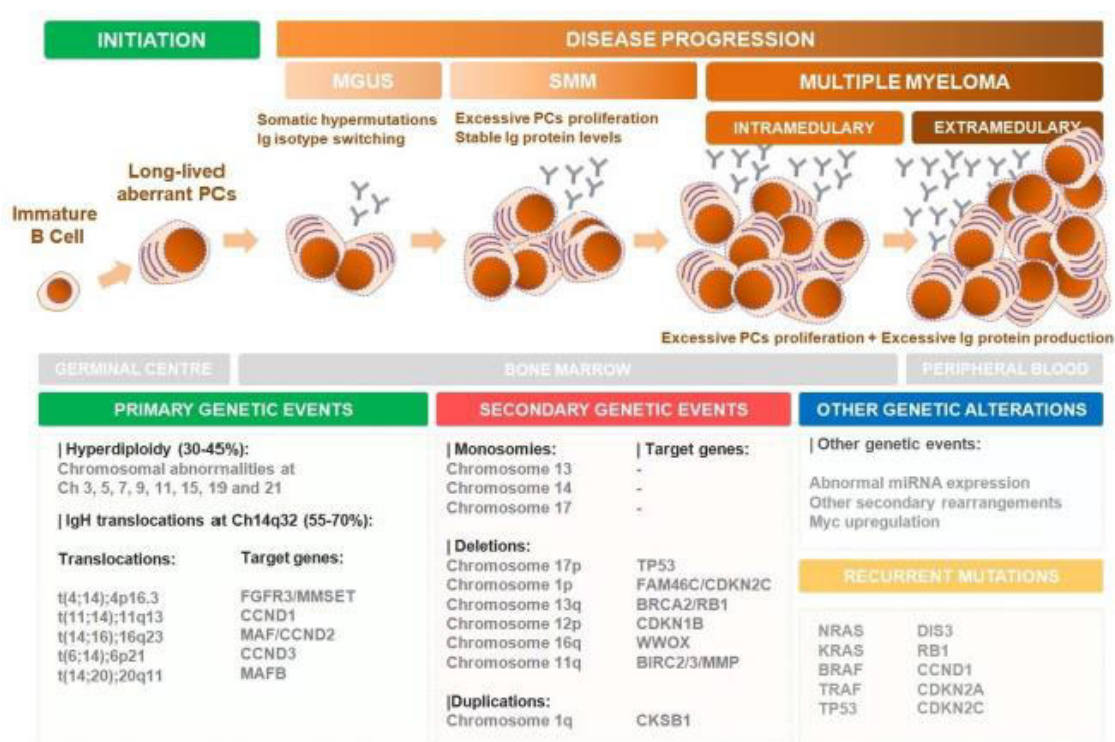 INITIATION
DISEASE PROGRESSION
MGUS
SMM
MULTIPLE MYELOMA
Somatic hypermutations
Ig isotype switching
Excessive PCs proliferation
Stable Ig protein levels
INTRAMEDULARY
EXTRAMEDULARY
Long-lived
aberrant PCs
Immature
B Cell
Excessive PCs proliferation + Excessive Ig protein production
GERMINAL CENTRE
BONE MARROW
PERIPHERAL BLOOD
PRIMARY GENETIC EVENTS
| Hyperdiploidy (30-45%):
Chromosomal abnormalities at
Ch 3, 5, 7, 9, 11, 15, 19 and 21
| IgH translocations at Ch14q32 (55-70%):
Translocations: Target genes:
t(4;14);4p16.3 FGFR3/MMSET
t(11;14);11q13 CCND1
t(14;16);16q23 MAF/CCND2
t(6;14);6p21 CCND3
t(14;20);20q11 MAFB
SECONDARY GENETIC EVENTS
| Monosomies: | Target genes:
Chromosome 13 -
Chromosome 14 -
Chromosome 17 -
| Deletions:
Chromosome 17p TP53
Chromosome 1p FAM46C/CDKN2C
Chromosome 13q BRCA2/RB1
Chromosome 12p CDKN1B
Chromosome 16q WWOX
Chromosome 11q BIRC2/3/MMP
|Duplications:
Chromosome 1q CKSB1
OTHER GENETIC ALTERATIONS
| Other genetic events:
Abnormal miRNA expression
Other secondary rearrangements
Myc upregulation
RECURRENT MUTATIONS
NRAS DIS3
KRAS RB1
BRAF CCND1
TRAF CDKN2A
TP53 CDKN2C